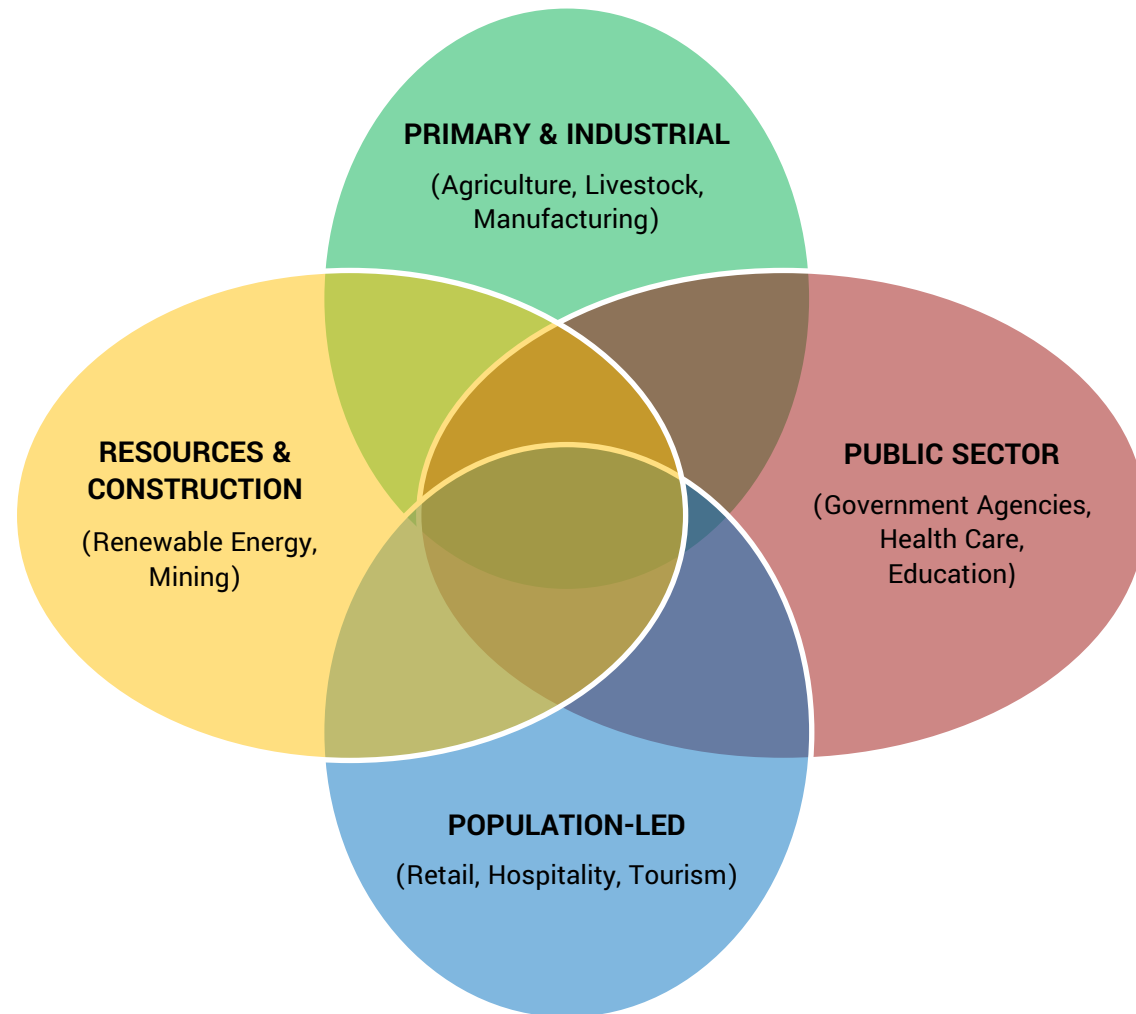 PRIMARY & INDUSTRIAL
(Agriculture, Livestock,
Manufacturing)
RESOURCES &
CONSTRUCTION
(Renewable Energy,
Mining)
PUBLIC SECTOR
(Government Agencies,
Health Care,
Education)
POPULATION-LED
(Retail, Hospitality, Tourism)